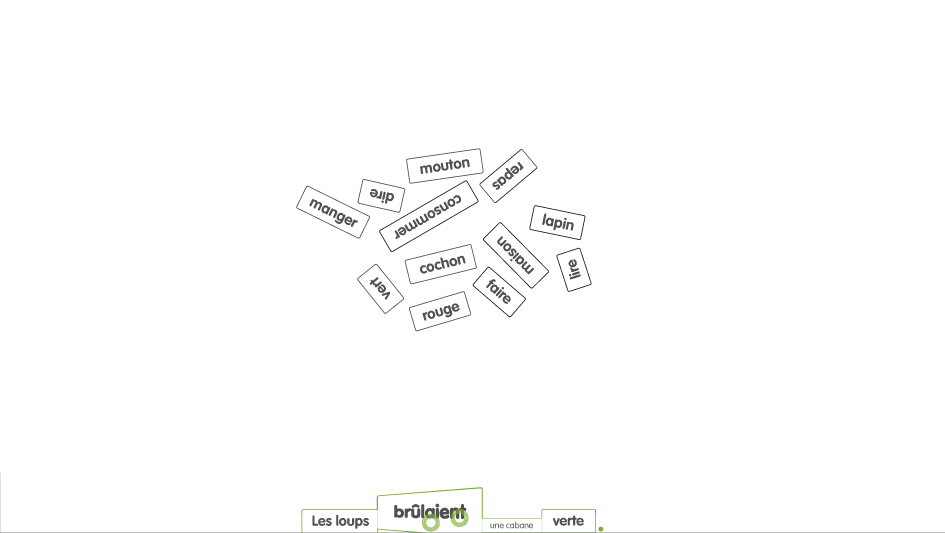 mouton
repas
dire
manger
consommer
lapin
maison
cochon
lire
vert
faire
rouge
Les loups brûlaient une cabane verte.